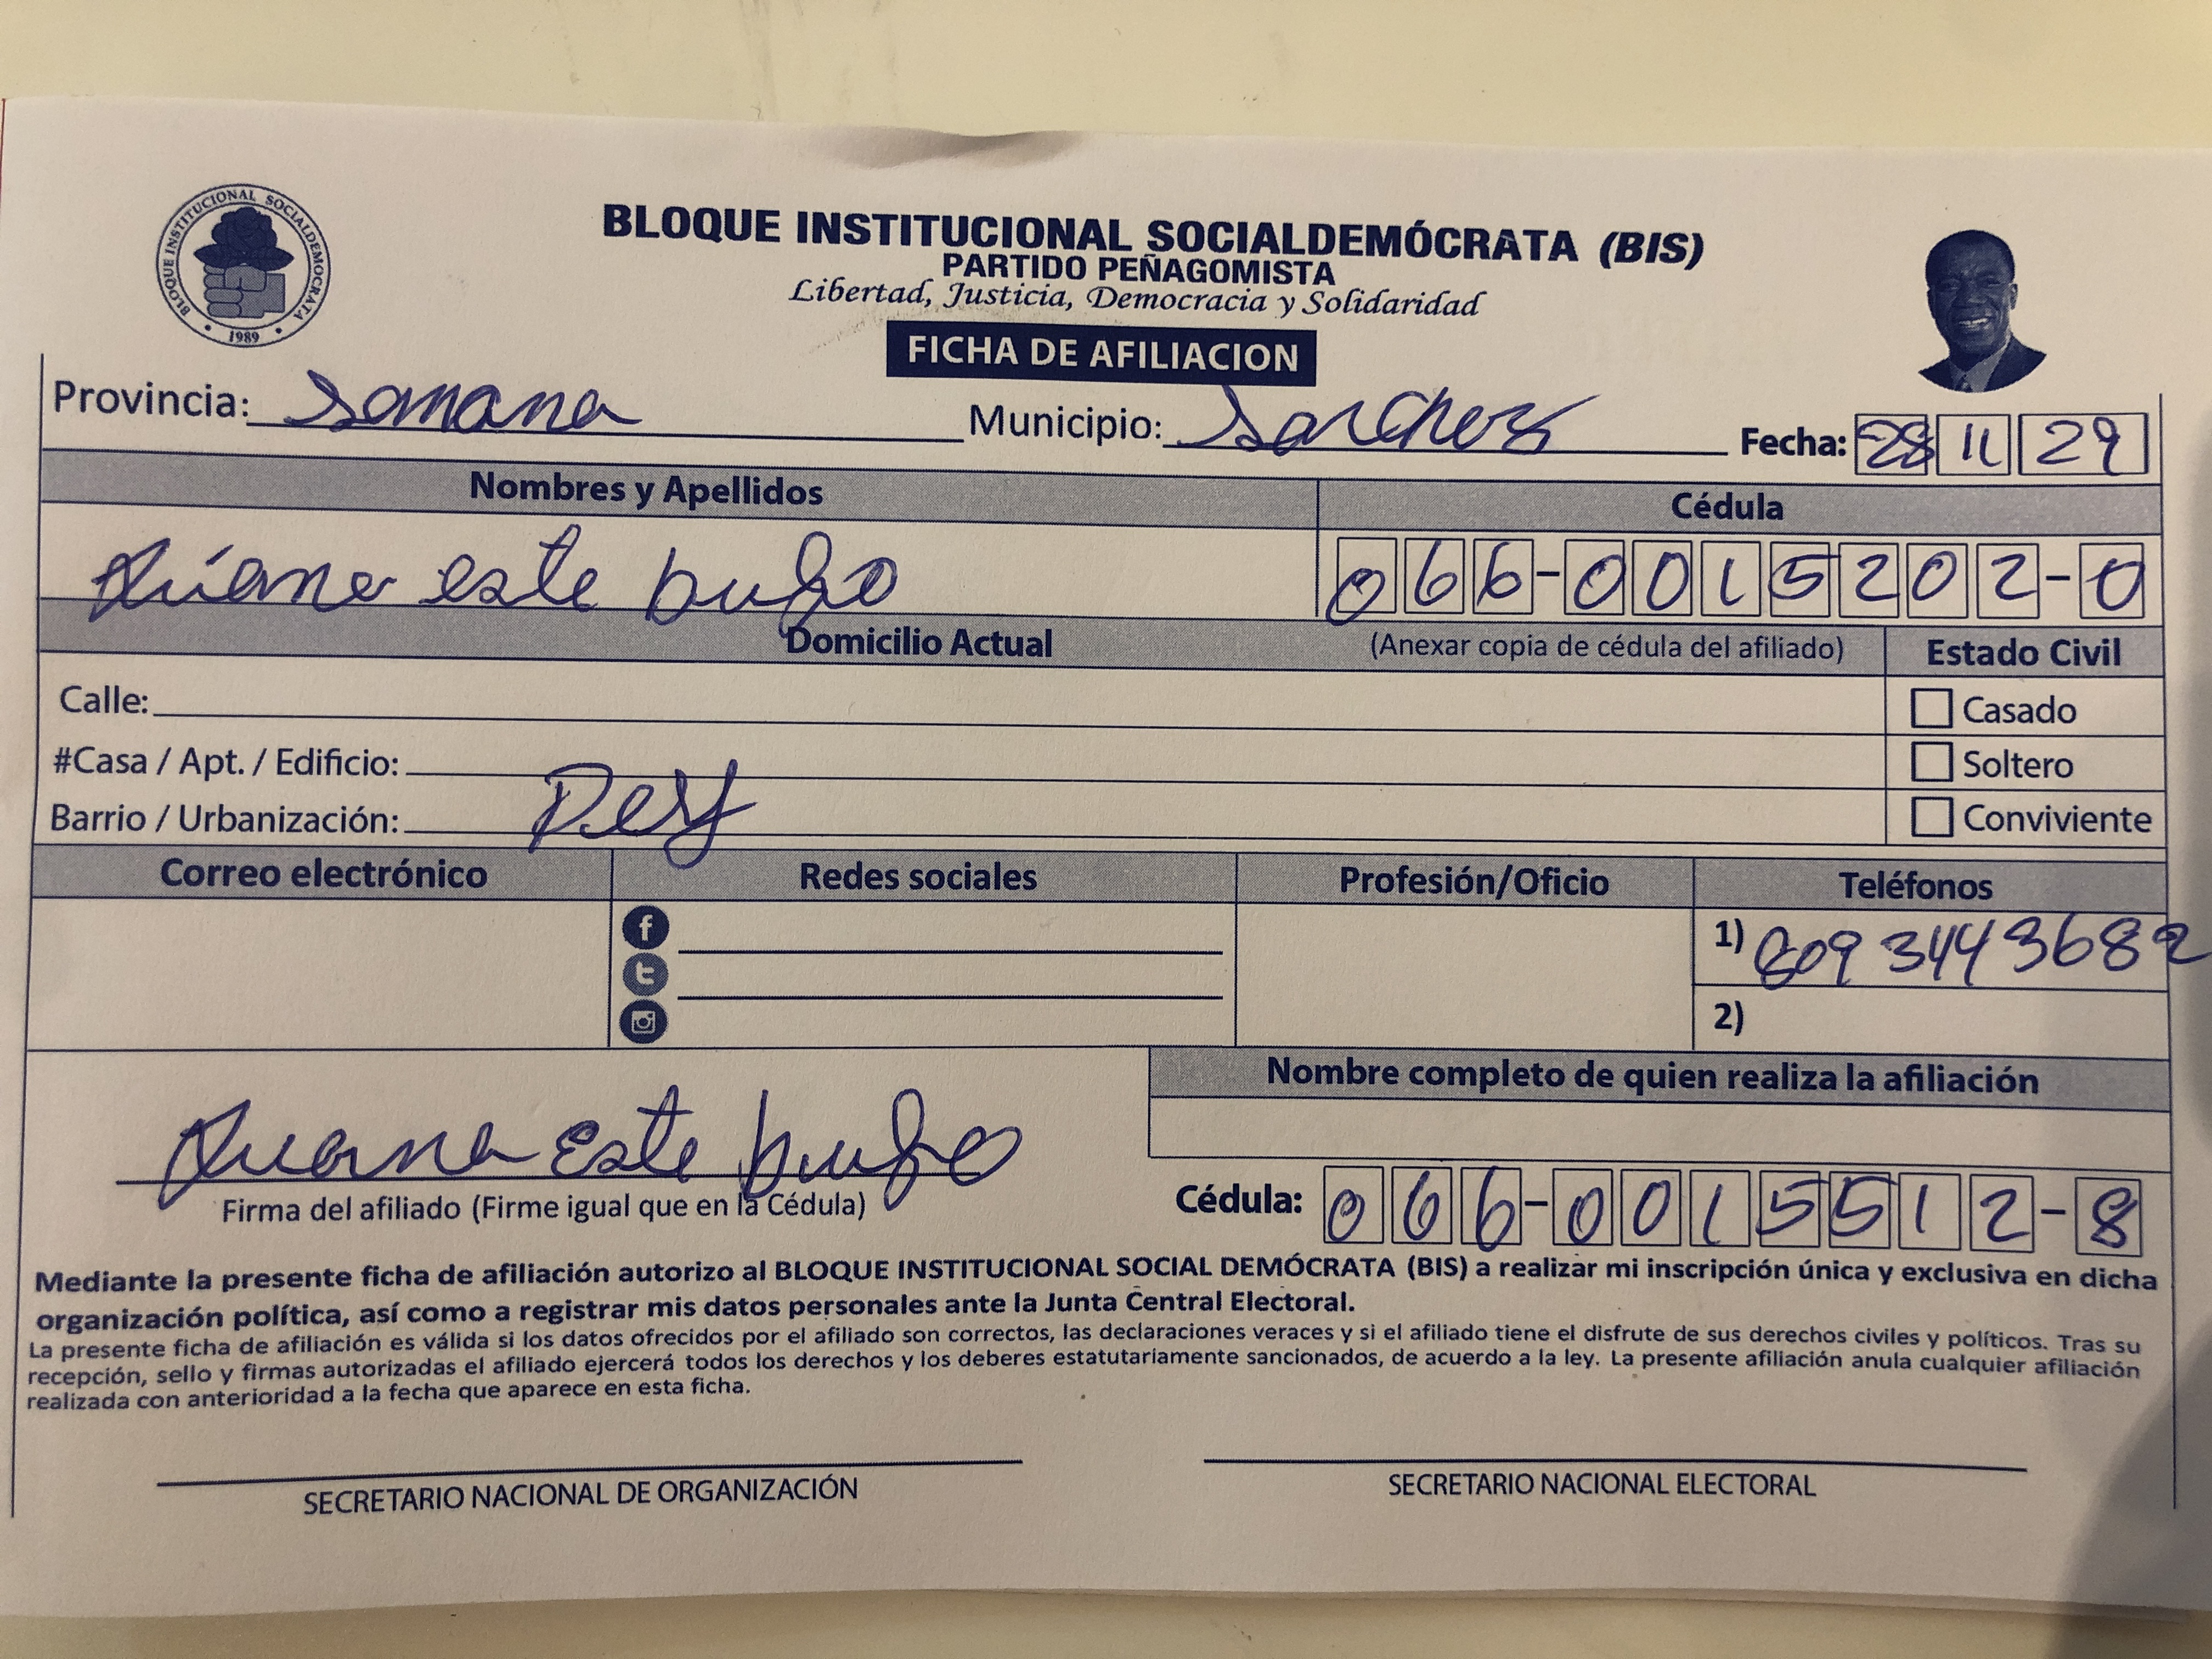 BLOQUE INSTITUCIONAL SOCIALDEMOCRATA
1989
BLOQUE INSTITUCIONAL SOCIALDEMÓCRATA (BIS)
PARTIDO PEÑAGOMISTA
Libertad, Justicia, Democracia y Solidaridad
FICHA DE AFILIACION
Provincia: Samana Municipio: Sanchez Fecha: 28 11 29
Nombres y Apellidos Cédula
este 066-0015202-0
Domicilio Actual (Anexar copia de cédula del afiliado) Estado Civil
Calle: Casado
#Casa / Apt. / Edificio: Soltero
Barrio / Urbanización: Conviviente
Correo electrónico Redes sociales Profesión/Oficio Teléfonos
f 1) 809 344 3682
t 2)
Nombre completo de quien realiza la afiliación
Juana Este
Firma del afiliado (Firme igual que en la Cédula) Cédula: 066-0015512-8
Mediante la presente ficha de afiliación autorizo al BLOQUE INSTITUCIONAL SOCIAL DEMÓCRATA (BIS) a realizar mi inscripción única y exclusiva en dicha
organización política, así como a registrar mis datos personales ante la Junta Central Electoral.
La presente ficha de afiliación es válida si los datos ofrecidos por el afiliado son correctos, las declaraciones veraces y si el afiliado tiene el disfrute de sus derechos civiles y políticos. Tras su
recepción, sello y firmas autorizadas el afiliado ejercerá todos los derechos y los deberes estatutariamente sancionados, de acuerdo a la ley. La presente afiliación anula cualquier afiliación
realizada con anterioridad a la fecha que aparece en esta ficha.
SECRETARIO NACIONAL DE ORGANIZACIÓN SECRETARIO NACIONAL ELECTORAL